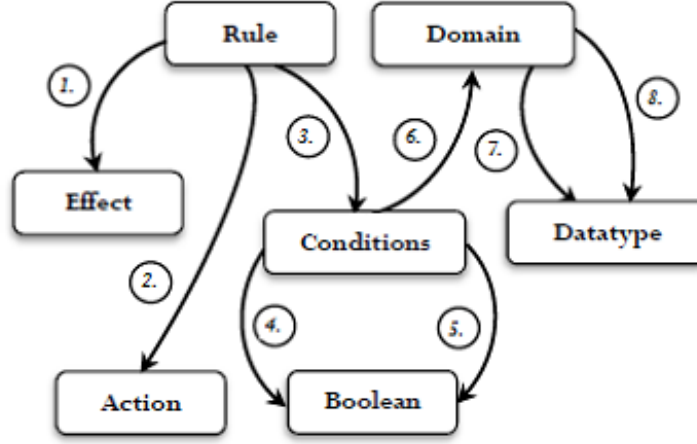 Rule
Domain
1.
3.
6.
7.
8.
Effect
Conditions
Datatype
2.
4.
5.
Action
Boolean